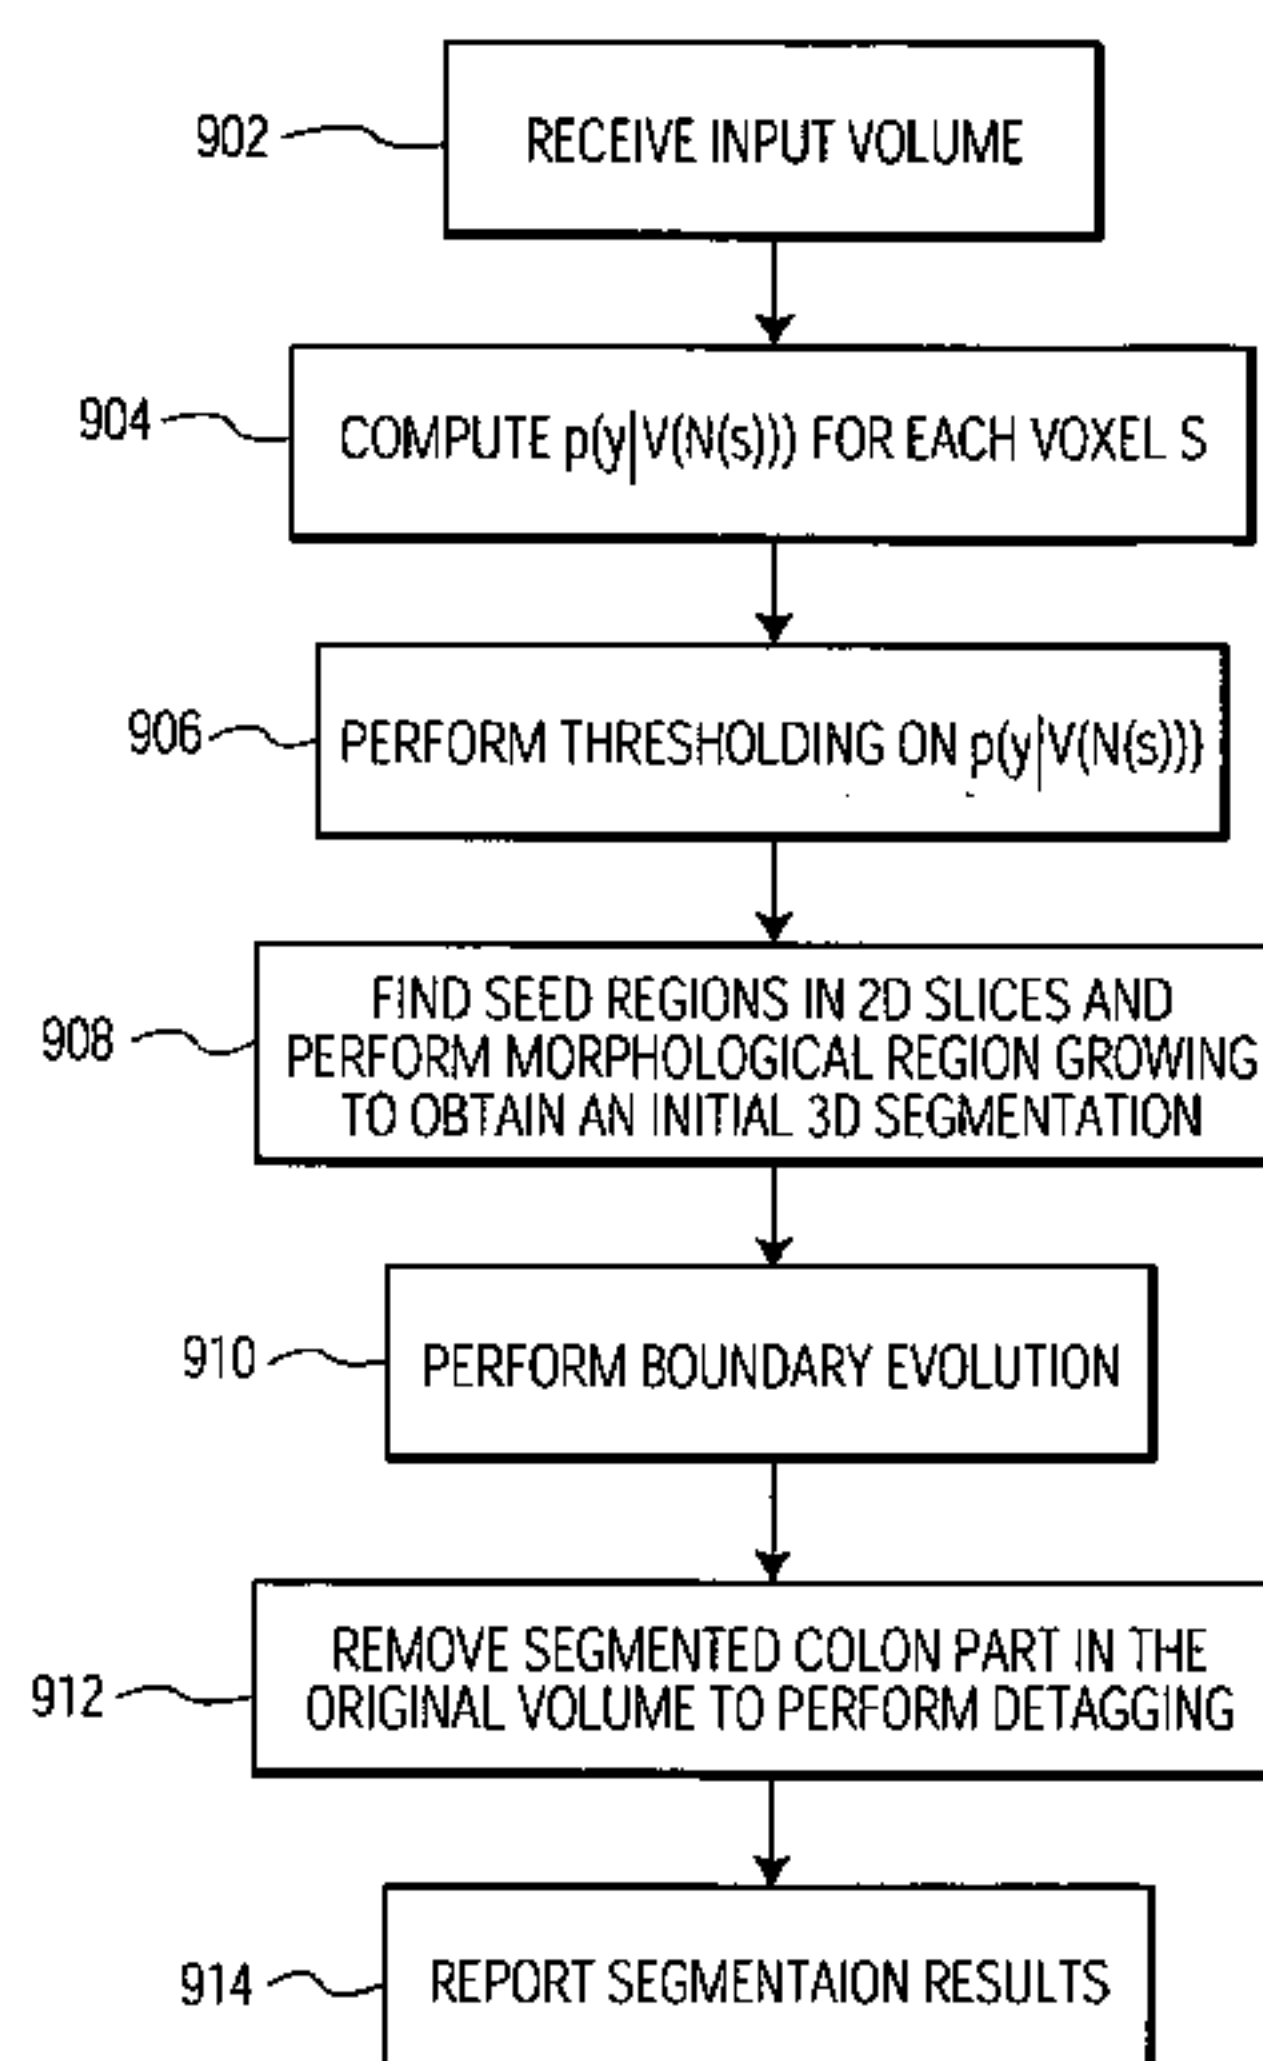 902
RECEIVE INPUT VOLUME
904
COMPUTE p(y|V(N(s))) FOR EACH VOXEL S
906
PERFORM THRESHOLDING ON p(y|V(N(s)))
908
FIND SEED REGIONS IN 2D SLICES AND
PERFORM MORPHOLOGICAL REGION GROWING
TO OBTAIN AN INITIAL 3D SEGMENTATION
910
PERFORM BOUNDARY EVOLUTION
912
REMOVE SEGMENTED COLON PART IN THE
ORIGINAL VOLUME TO PERFORM DETAGGING
914
REPORT SEGMENTAION RESULTS